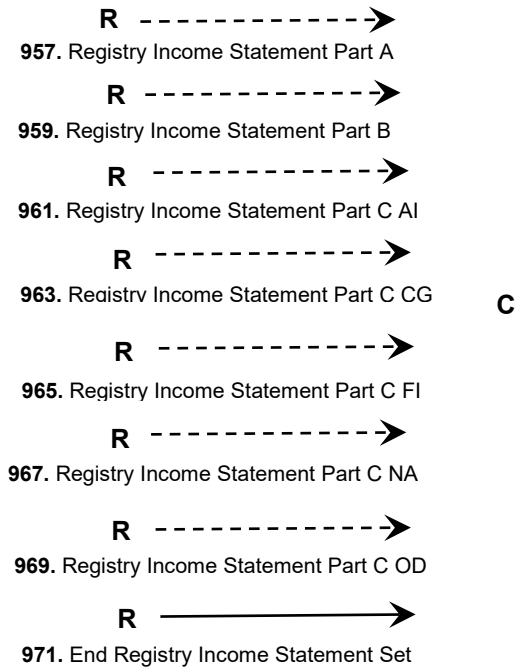 R
957. Registry Income Statement Part A
R
959. Registry Income Statement Part B
R
961. Registry Income Statement Part C AI
R
963. Registry Income Statement Part C CG
C
R
965. Registry Income Statement Part C FI
R
967. Registry Income Statement Part C NA
R
969. Registry Income Statement Part C OD
R
971. End Registry Income Statement Set